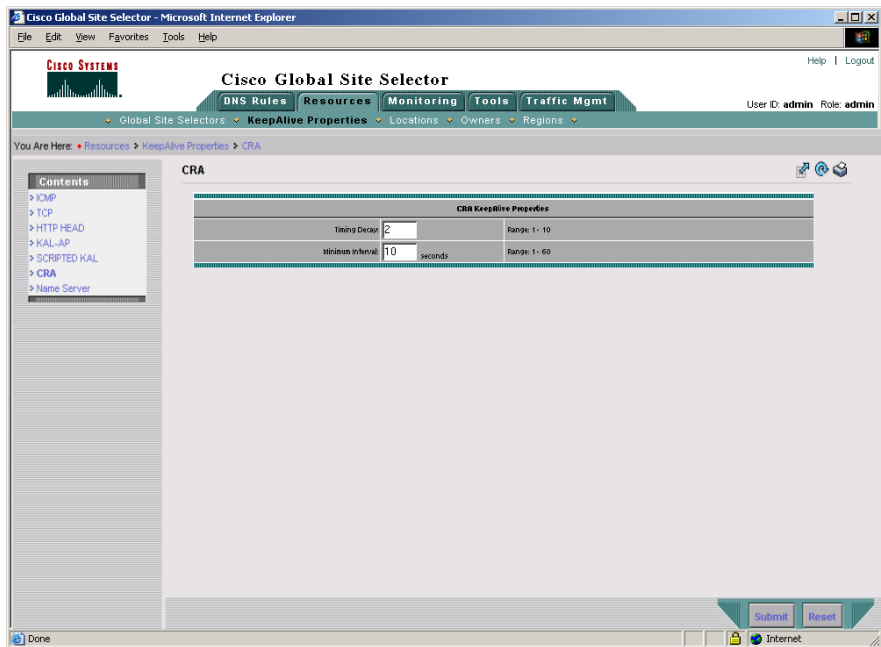 Cisco Global Site Selector - Microsoft Internet Explorer
File Edit View Favorites Tools Help
CISCO SYSTEMS
Help | Logout
Cisco Global Site Selector
DNS Rules Resources Monitoring Tools Traffic Mgmt
User ID: admin Role: admin
Global Site Selectors KeepAlive Properties Locations Owners Regions
You Are Here: Resources KeepAlive Properties CRA
CRA
Contents
ICMP
TCP
HTTP HEAD
KAL-AP
SCRIPTED KAL
CRA
Name Server
CRA KeepAlive Properties
Timing Decay: 2 Range: 1 - 10
Minimum Interval: 10 seconds Range: 1 - 60
Submit Reset
Done Internet